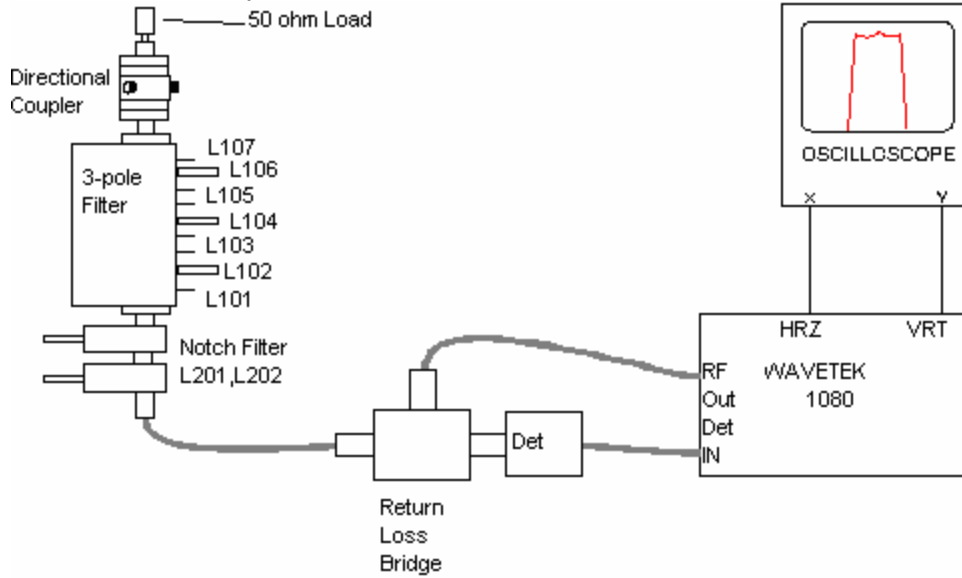 50 ohm Load
Directional
Coupler
3-pole
Filter
L107
L106
L105
L104
L103
L102
L101
Notch Filter
L201,L202
Return
Loss
Bridge
Det
OSCILLOSCOPE
X
Y
HRZ
VRT
RF
Out
Det
IN
WAVETEK
1080